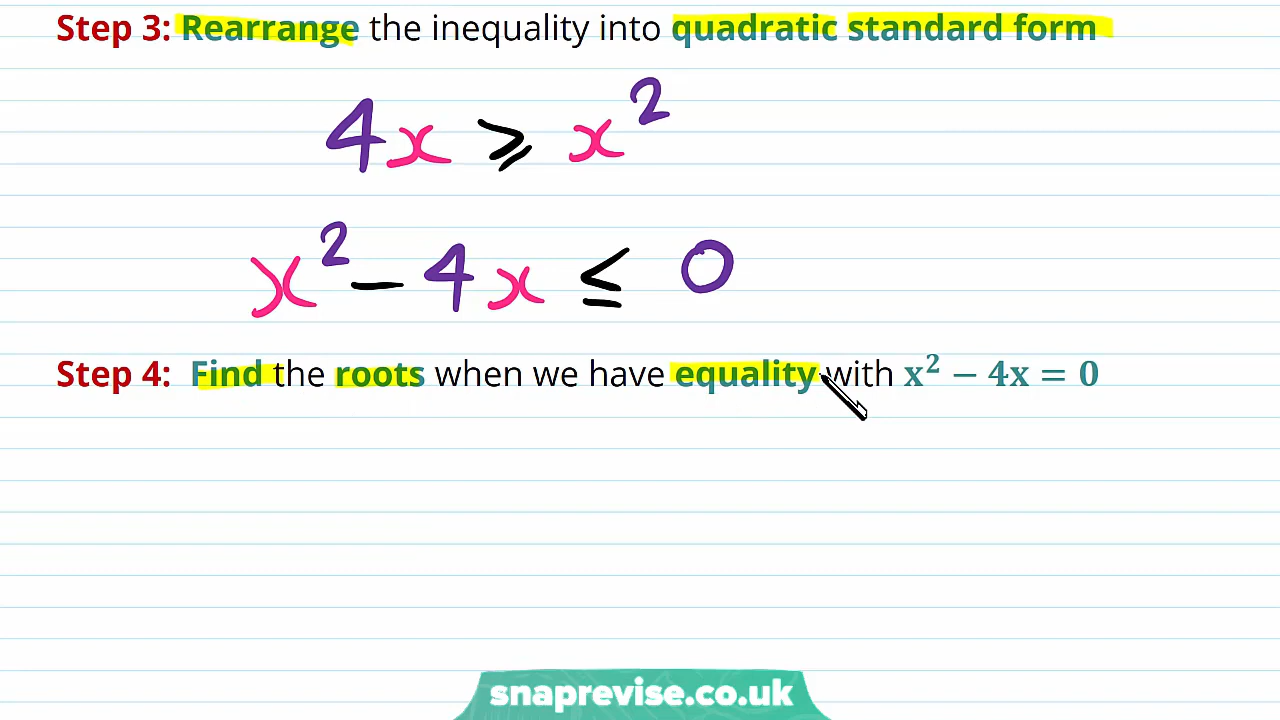 Step 3: Rearrange the inequality into quadratic standard form
4x ⩾ x²
x² – 4x ≤ 0
Step 4: Find the roots when we have equality with x² − 4x = 0
snaprevise.co.uk